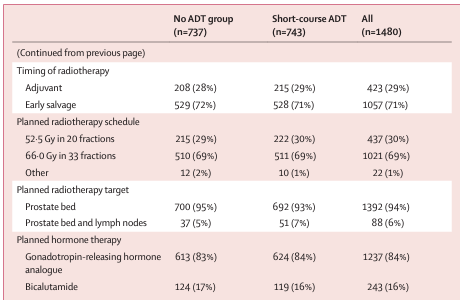 No ADT group Short-course ADT All
(n=737) (n=743) (n=1480)
(Continued from previous page)
Timing of radiotherapy
Adjuvant 208 (28%) 215 (29%) 423 (29%)
Early salvage 529 (72%) 528 (71%) 1057 (71%)
Planned radiotherapy schedule
52·5 Gy in 20 fractions 215 (29%) 222 (30%) 437 (30%)
66·0 Gy in 33 fractions 510 (69%) 511 (69%) 1021 (69%)
Other 12 (2%) 10 (1%) 22 (1%)
Planned radiotherapy target
Prostate bed 700 (95%) 692 (93%) 1392 (94%)
Prostate bed and lymph nodes 37 (5%) 51 (7%) 88 (6%)
Planned hormone therapy
Gonadotropin-releasing hormone 613 (83%) 624 (84%) 1237 (84%)
analogue
Bicalutamide 124 (17%) 119 (16%) 243 (16%)